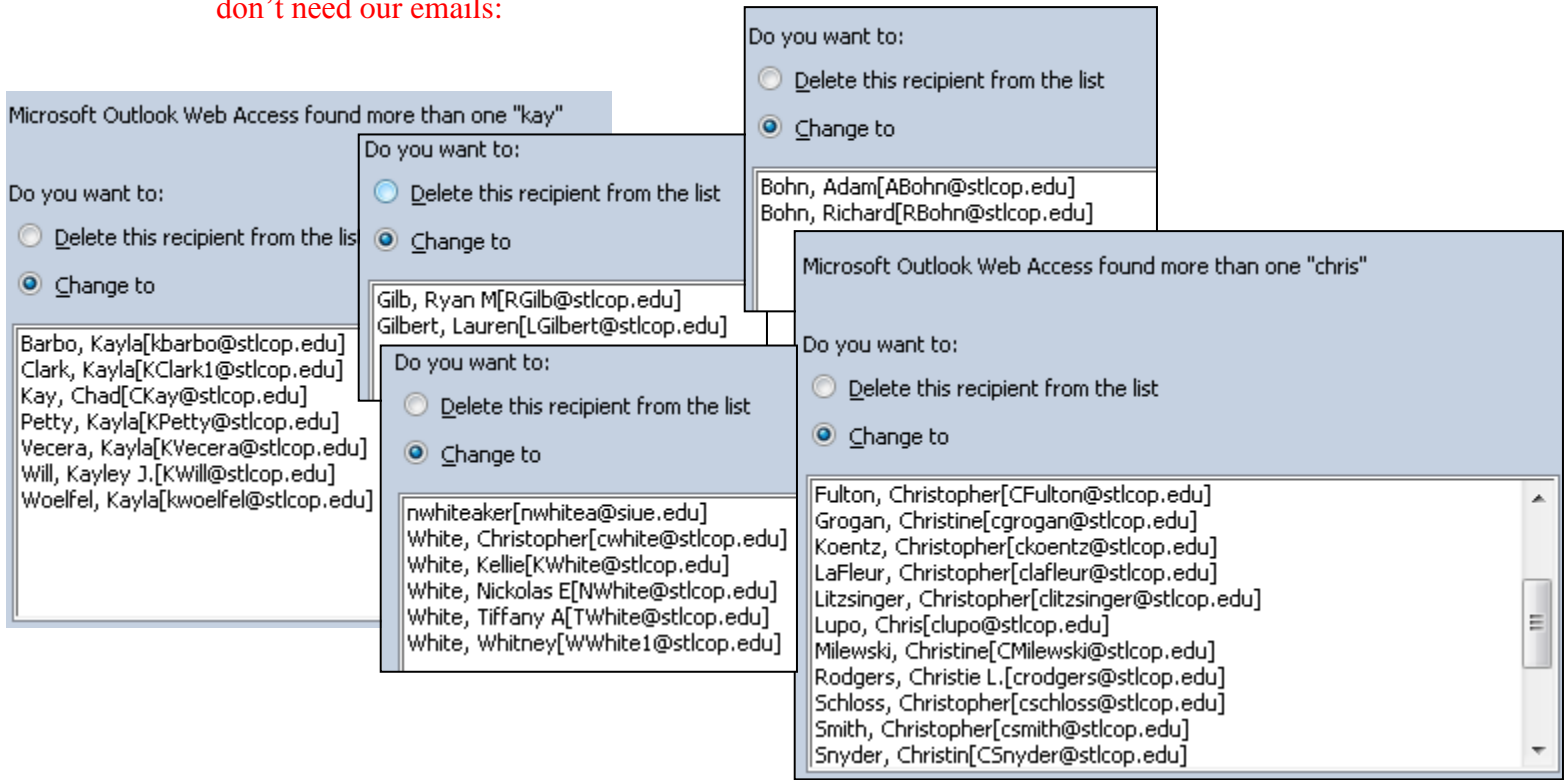 don't need our emails:
Microsoft Outlook Web Access found more than one "kay"
Do you want to:
Delete this recipient from the lis
Change to
Barbo, Kayla[kbarbo@stlcop.edu]
Clark, Kayla[KClark1@stlcop.edu]
Kay, Chad[CKay@stlcop.edu]
Petty, Kayla[KPetty@stlcop.edu]
Vecera, Kayla[KVecera@stlcop.edu]
Will, Kayley J.[KWill@stlcop.edu]
Woelfel, Kayla[kwoelfel@stlcop.edu]
Do you want to:
Delete this recipient from the list
Change to
Gilb, Ryan M[RGilb@stlcop.edu]
Gilbert, Lauren[LGilbert@stlcop.edu]
Do you want to:
Delete this recipient from the list
Change to
nwhiteaker[nwhitea@siue.edu]
White, Christopher[cwhite@stlcop.edu]
White, Kellie[KWhite@stlcop.edu]
White, Nickolas E[NWhite@stlcop.edu]
White, Tiffany A[TWhite@stlcop.edu]
White, Whitney[WWhite1@stlcop.edu]
Do you want to:
Delete this recipient from the list
Change to
Bohn, Adam[ABohn@stlcop.edu]
Bohn, Richard[RBohn@stlcop.edu]
Microsoft Outlook Web Access found more than one "chris"
Do you want to:
Delete this recipient from the list
Change to
Fulton, Christopher[CFulton@stlcop.edu]
Grogan, Christine[cgrogan@stlcop.edu]
Koentz, Christopher[ckoentz@stlcop.edu]
LaFleur, Christopher[clafleur@stlcop.edu]
Litzsinger, Christopher[clitzsinger@stlcop.edu]
Lupo, Chris[clupo@stlcop.edu]
Milewski, Christine[CMilewski@stlcop.edu]
Rodgers, Christie L.[crodgers@stlcop.edu]
Schloss, Christopher[cschloss@stlcop.edu]
Smith, Christopher[csmith@stlcop.edu]
Snyder, Christin[CSnyder@stlcop.edu]